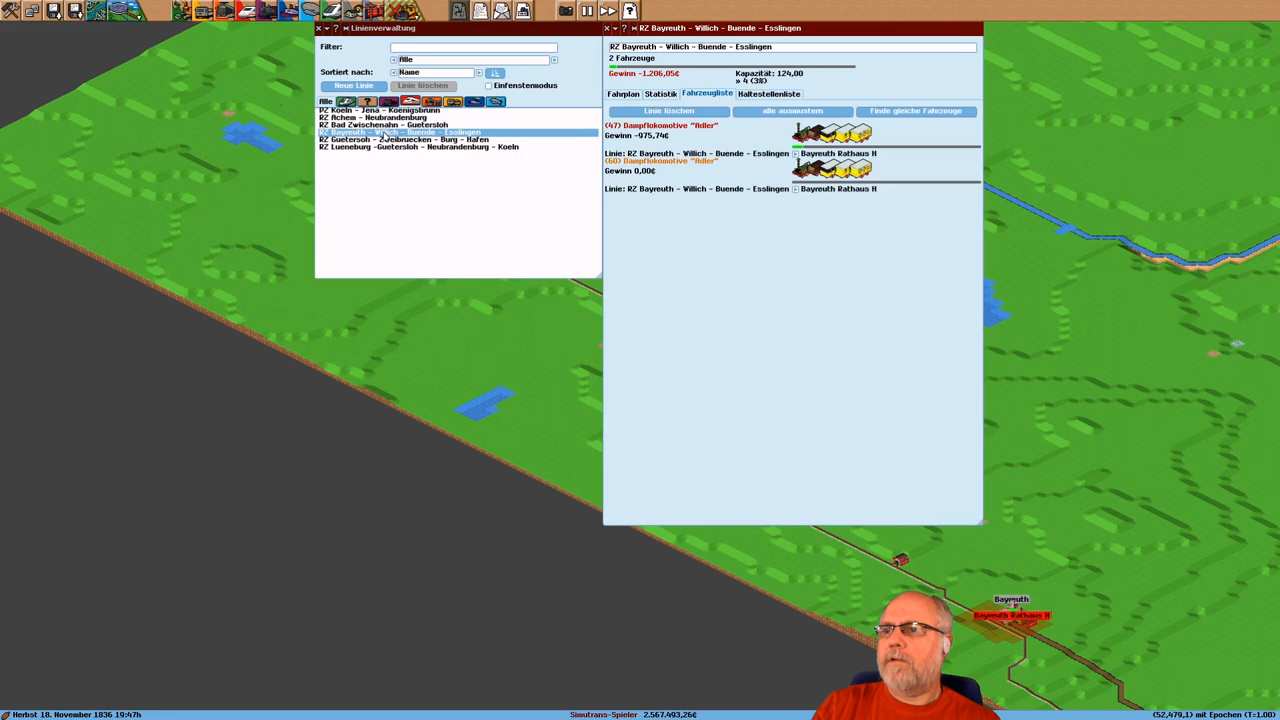 Linienverwaltung
Filter:
Alle
Sortiert nach:
Name
Neue Linie
Linie löschen
Einfenstermodus
Alle
RZ Koeln - Jena - Koenigsbrunn
RZ Achem - Neubrandenburg
RZ Bad Zwischenahn - Guetersloh
RZ Bayreuth - Willich - Buende - Esslingen
RZ Guetersoh - Zweibruecken - Burg - Hafen
RZ Lueneburg -Guetersloh - Neubrandenburg - Koeln
RZ Bayreuth - Willich - Buende - Esslingen
RZ Bayreuth - Willich - Buende - Esslingen
2 Fahrzeuge
Gewinn -1.206,05¢
Kapazität: 124,00
» 4 (3%)
Fahrplan
Statistik
Fahrzeugliste
Haltestellenliste
Linie löschen
alle ausmustern
Finde gleiche Fahrzeuge
(47) Dampflokomotive "Adler"
Gewinn -975,74¢
Linie: RZ Bayreuth - Willich - Buende - Esslingen
Bayreuth Rathaus H
(60) Dampflokomotive "Adler"
Gewinn 0,00¢
Linie: RZ Bayreuth - Willich - Buende - Esslingen
Bayreuth Rathaus H
Bayreuth
Bayreuth Rathaus H
Herbst 18. November 1836 19:47h
Simutrans-Spieler
2.567.493,26¢
(52,479,1) mit Epochen (T=1.00)